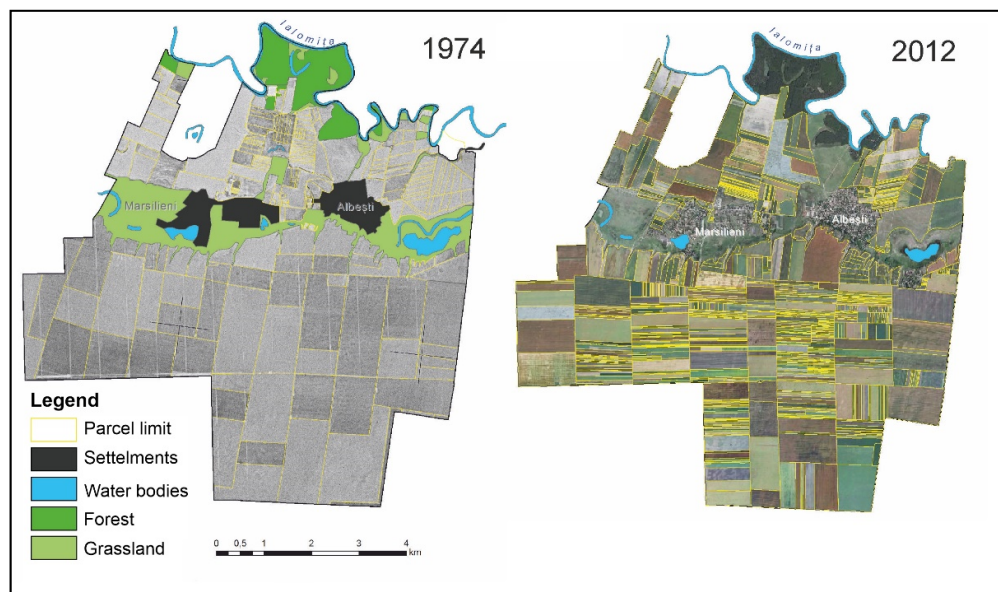 1974
Ialomița
Marsilieni
Albești
Legend
Parcel limit
Settelments
Water bodies
Forest
Grassland
0 0,5 1 2 3 4
km
2012
Ialomița
Marsilieni
Albești